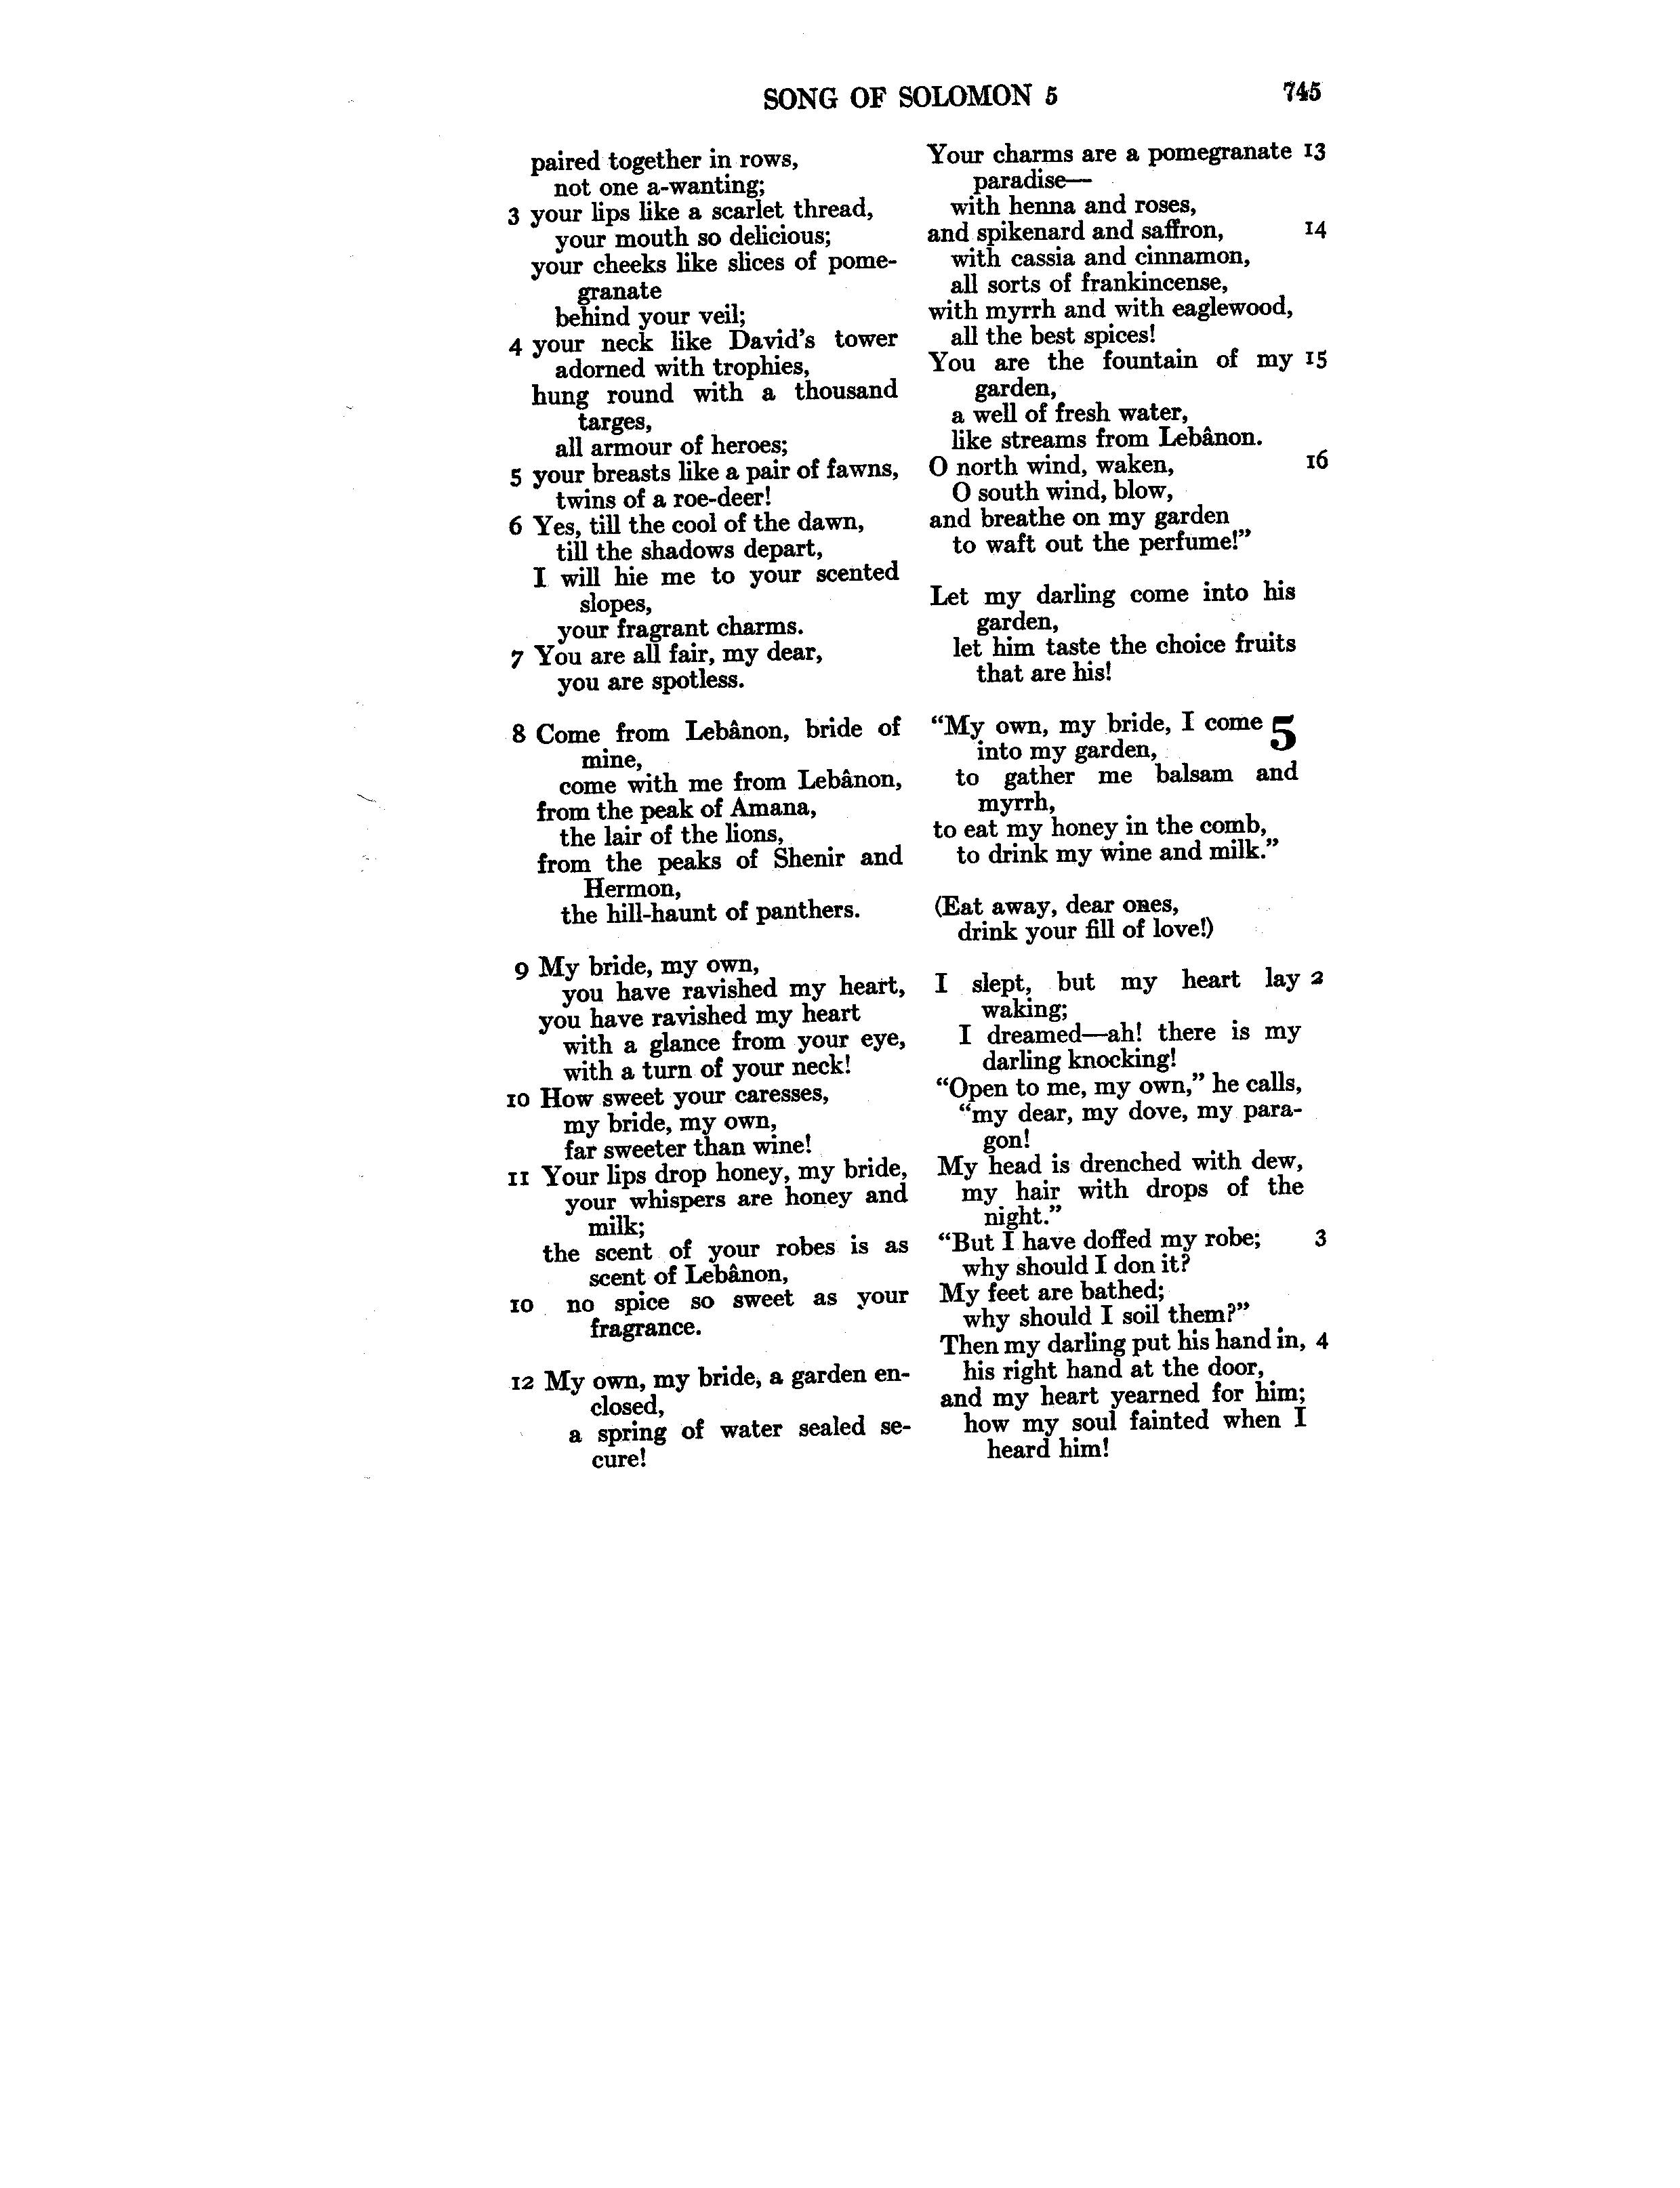 SONG OF SOLOMON 5 745
paired together in rows,
not one a-wanting;
3 your lips like a scarlet thread,
your mouth so delicious;
your cheeks like slices of pome-
granate
behind your veil;
4 your neck like David's tower
adorned with trophies,
hung round with a thousand
targes,
all armour of heroes;
5 your breasts like a pair of fawns,
twins of a roe-deer!
6 Yes, till the cool of the dawn,
till the shadows depart,
I will hie me to your scented
slopes,
your fragrant charms.
7 You are all fair, my dear,
you are spotless.
8 Come from Lebânon, bride of
mine,
come with me from Lebânon,
from the peak of Amana,
the lair of the lions,
from the peaks of Shenir and
Hermon,
the hill-haunt of panthers.
9 My bride, my own,
you have ravished my heart,
you have ravished my heart
with a glance from your eye,
with a turn of your neck!
10 How sweet your caresses,
my bride, my own,
far sweeter than wine!
11 Your lips drop honey, my bride,
your whispers are honey and
milk;
the scent of your robes is as
scent of Lebânon,
10 no spice so sweet as your
fragrance.
12 My own, my bride, a garden en-
closed,
a spring of water sealed se-
cure!
Your charms are a pomegranate 13
paradise—
with henna and roses,
and spikenard and saffron, 14
with cassia and cinnamon,
all sorts of frankincense,
with myrrh and with eaglewood,
all the best spices!
You are the fountain of my 15
garden,
a well of fresh water,
like streams from Lebânon.
O north wind, waken, 16
O south wind, blow,
and breathe on my garden
to waft out the perfume!”
Let my darling come into his
garden,
let him taste the choice fruits
that are his!
“My own, my bride, I come 5
into my garden,
to gather me balsam and
myrrh,
to eat my honey in the comb,
to drink my wine and milk.”
(Eat away, dear ones,
drink your fill of love!)
I slept, but my heart lay 2
waking;
I dreamed—ah! there is my
darling knocking!
“Open to me, my own,” he calls,
“my dear, my dove, my para-
gon!
My head is drenched with dew,
my hair with drops of the
night.”
“But I have doffed my robe; 3
why should I don it?
My feet are bathed;
why should I soil them?”
Then my darling put his hand in, 4
his right hand at the door,
and my heart yearned for him;
how my soul fainted when I
heard him!